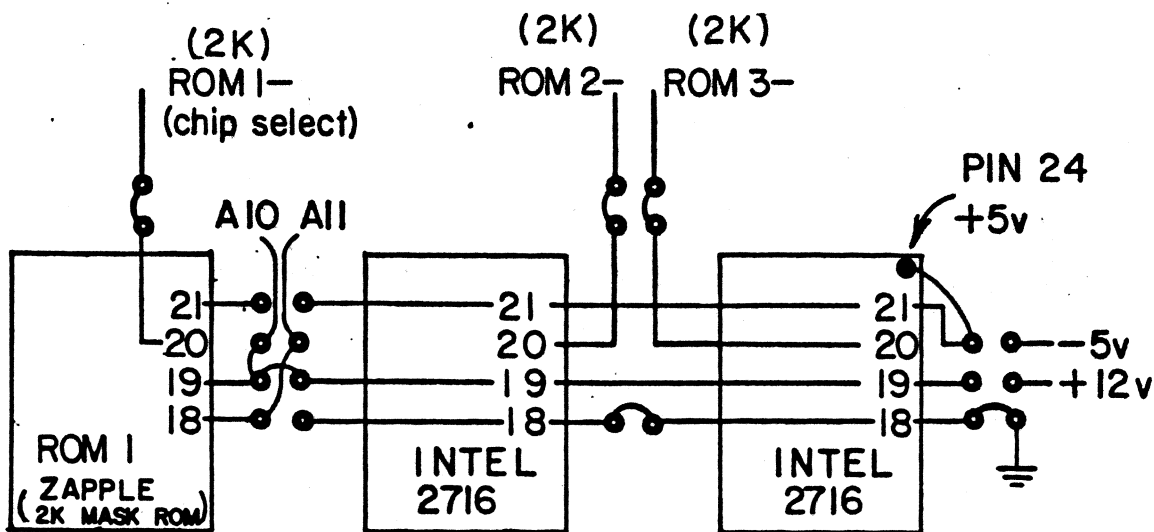 (2K)
ROM 1–
(chip select)
(2K)
ROM 2–
(2K)
ROM 3–
PIN 24
+5v
A10 A11
21
20
19
18
21
20
19
18
21
20
19
18
–5v
+12v
ROM 1
ZAPPLE
(2K MASK ROM)
INTEL
2716
INTEL
2716